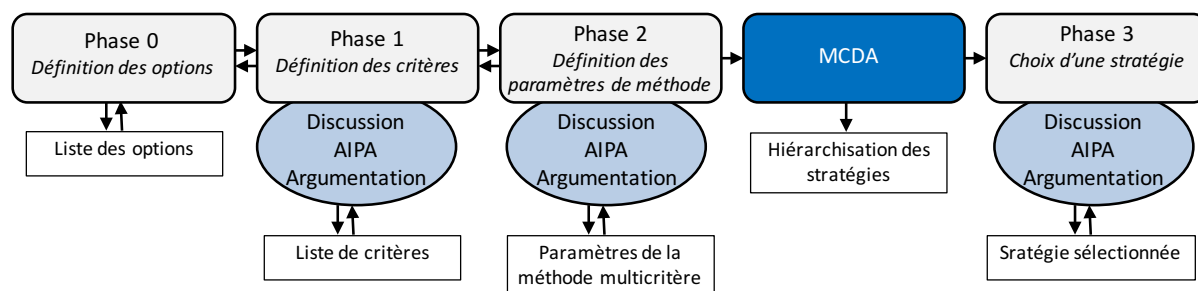 Phase 0
Définition des options
Liste des options
Phase 1
Définition des critères
Discussion
AIPA
Argumentation
Liste de critères
Phase 2
Définition des
paramètres de méthode
Discussion
AIPA
Argumentation
Paramètres de la
méthode multicritère
MCDA
Hiérarchisation des
stratégies
Phase 3
Choix d’une stratégie
Discussion
AIPA
Argumentation
Sratégie sélectionnée